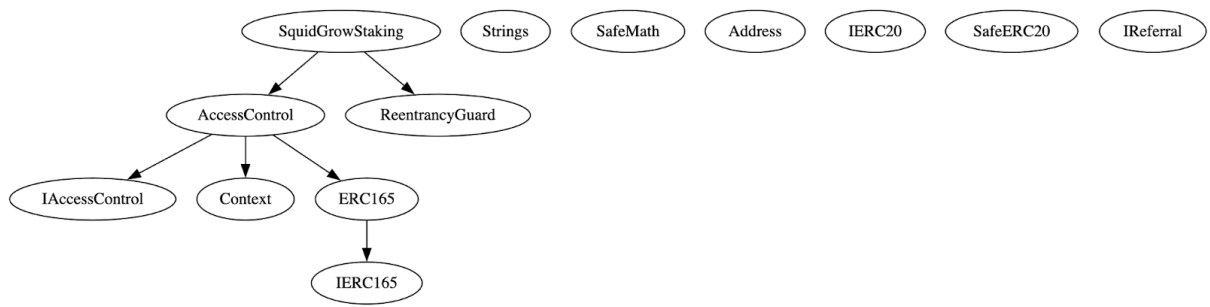 SquidGrowStaking
Strings
SafeMath
Address
IERC20
SafeERC20
IReferral
AccessControl
ReentrancyGuard
IAccessControl
Context
ERC165
IERC165